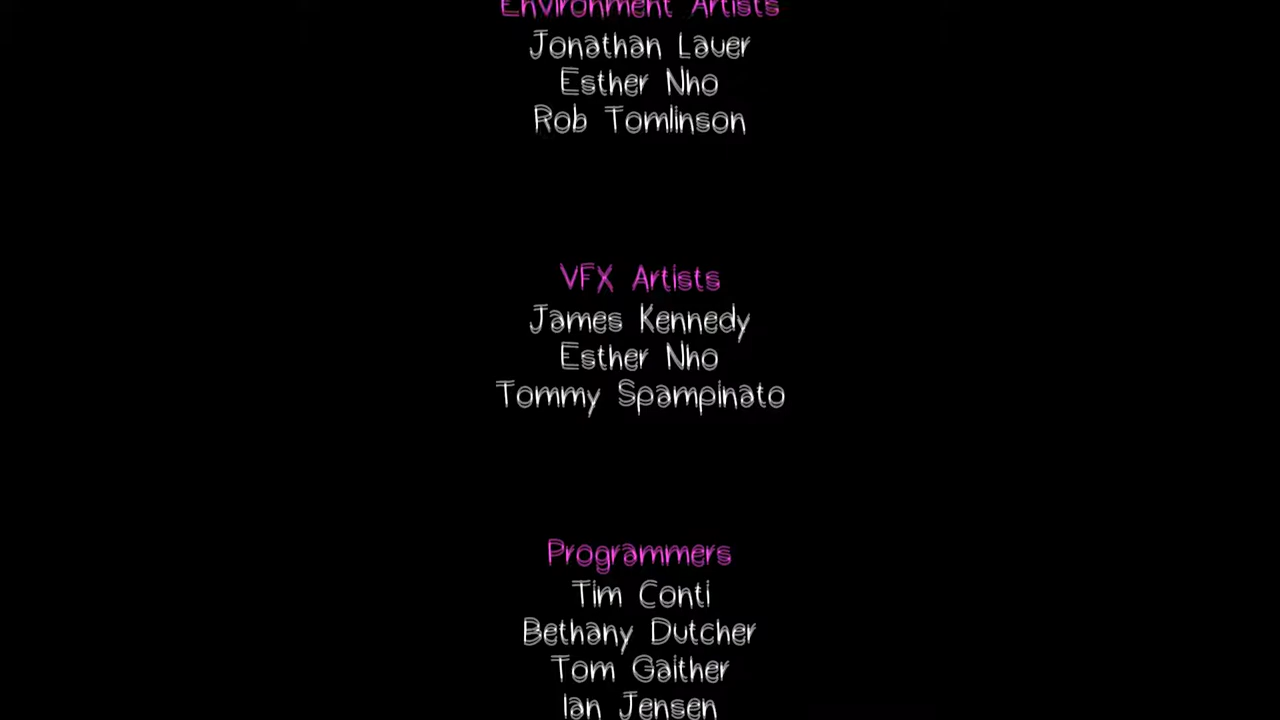 Environment Artists
Jonathan Lauer
Esther Nho
Rob Tomlinson
VFX Artists
James Kennedy
Esther Nho
Tommy Spampinato
Programmers
Tim Conti
Bethany Dutcher
Tom Gaither
Ian Jensen